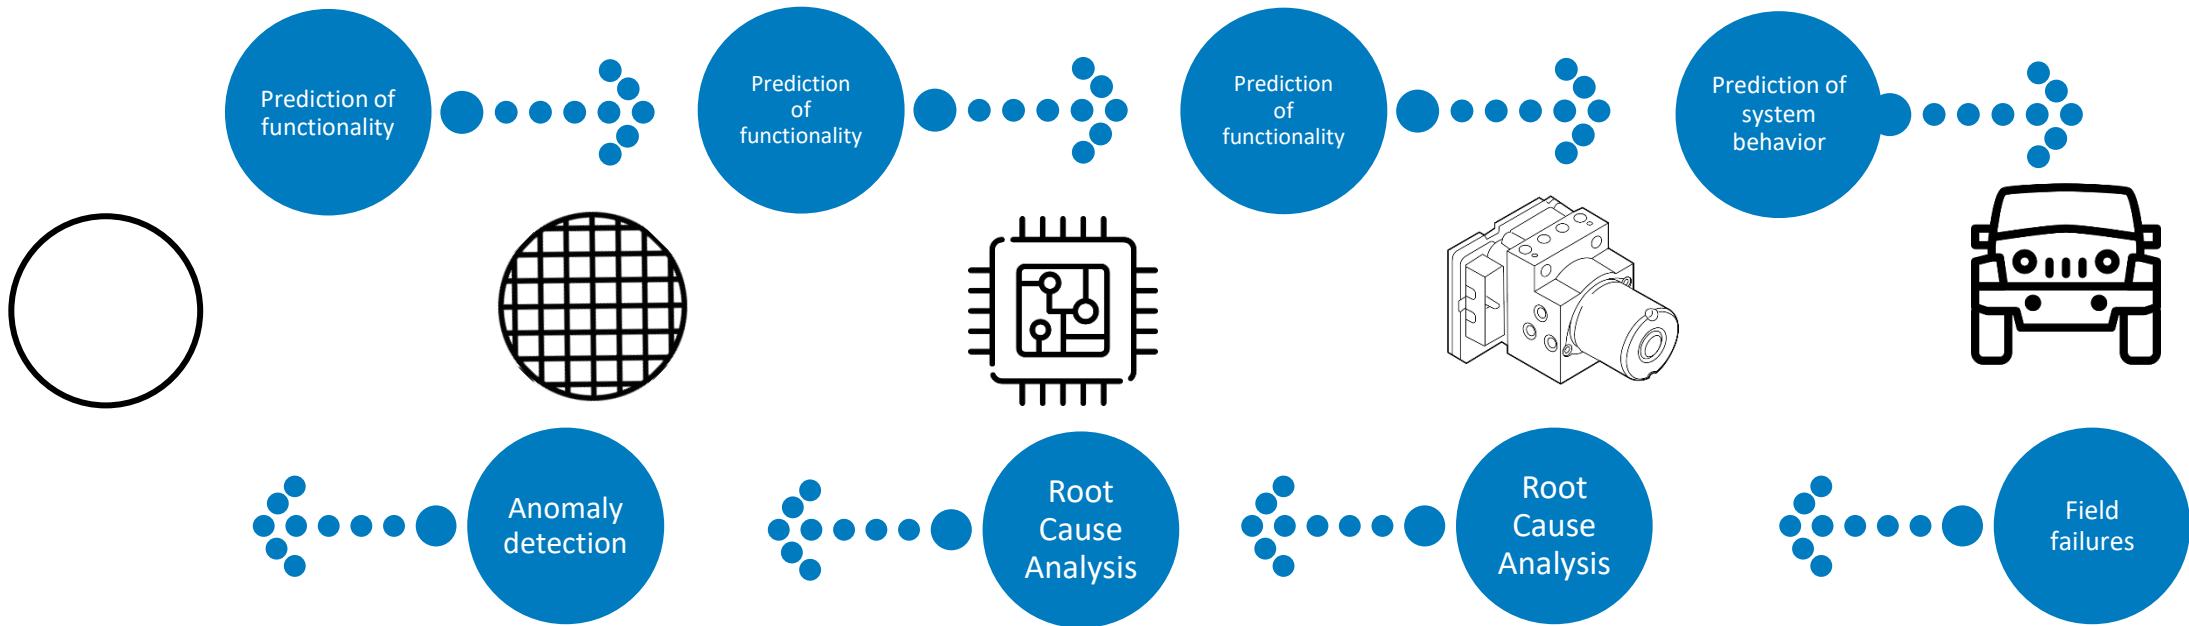 Prediction of
functionality
Prediction
of
functionality
Prediction
of
functionality
Prediction of
system
behavior
Anomaly
detection
Root
Cause
Analysis
Root
Cause
Analysis
Field
failures